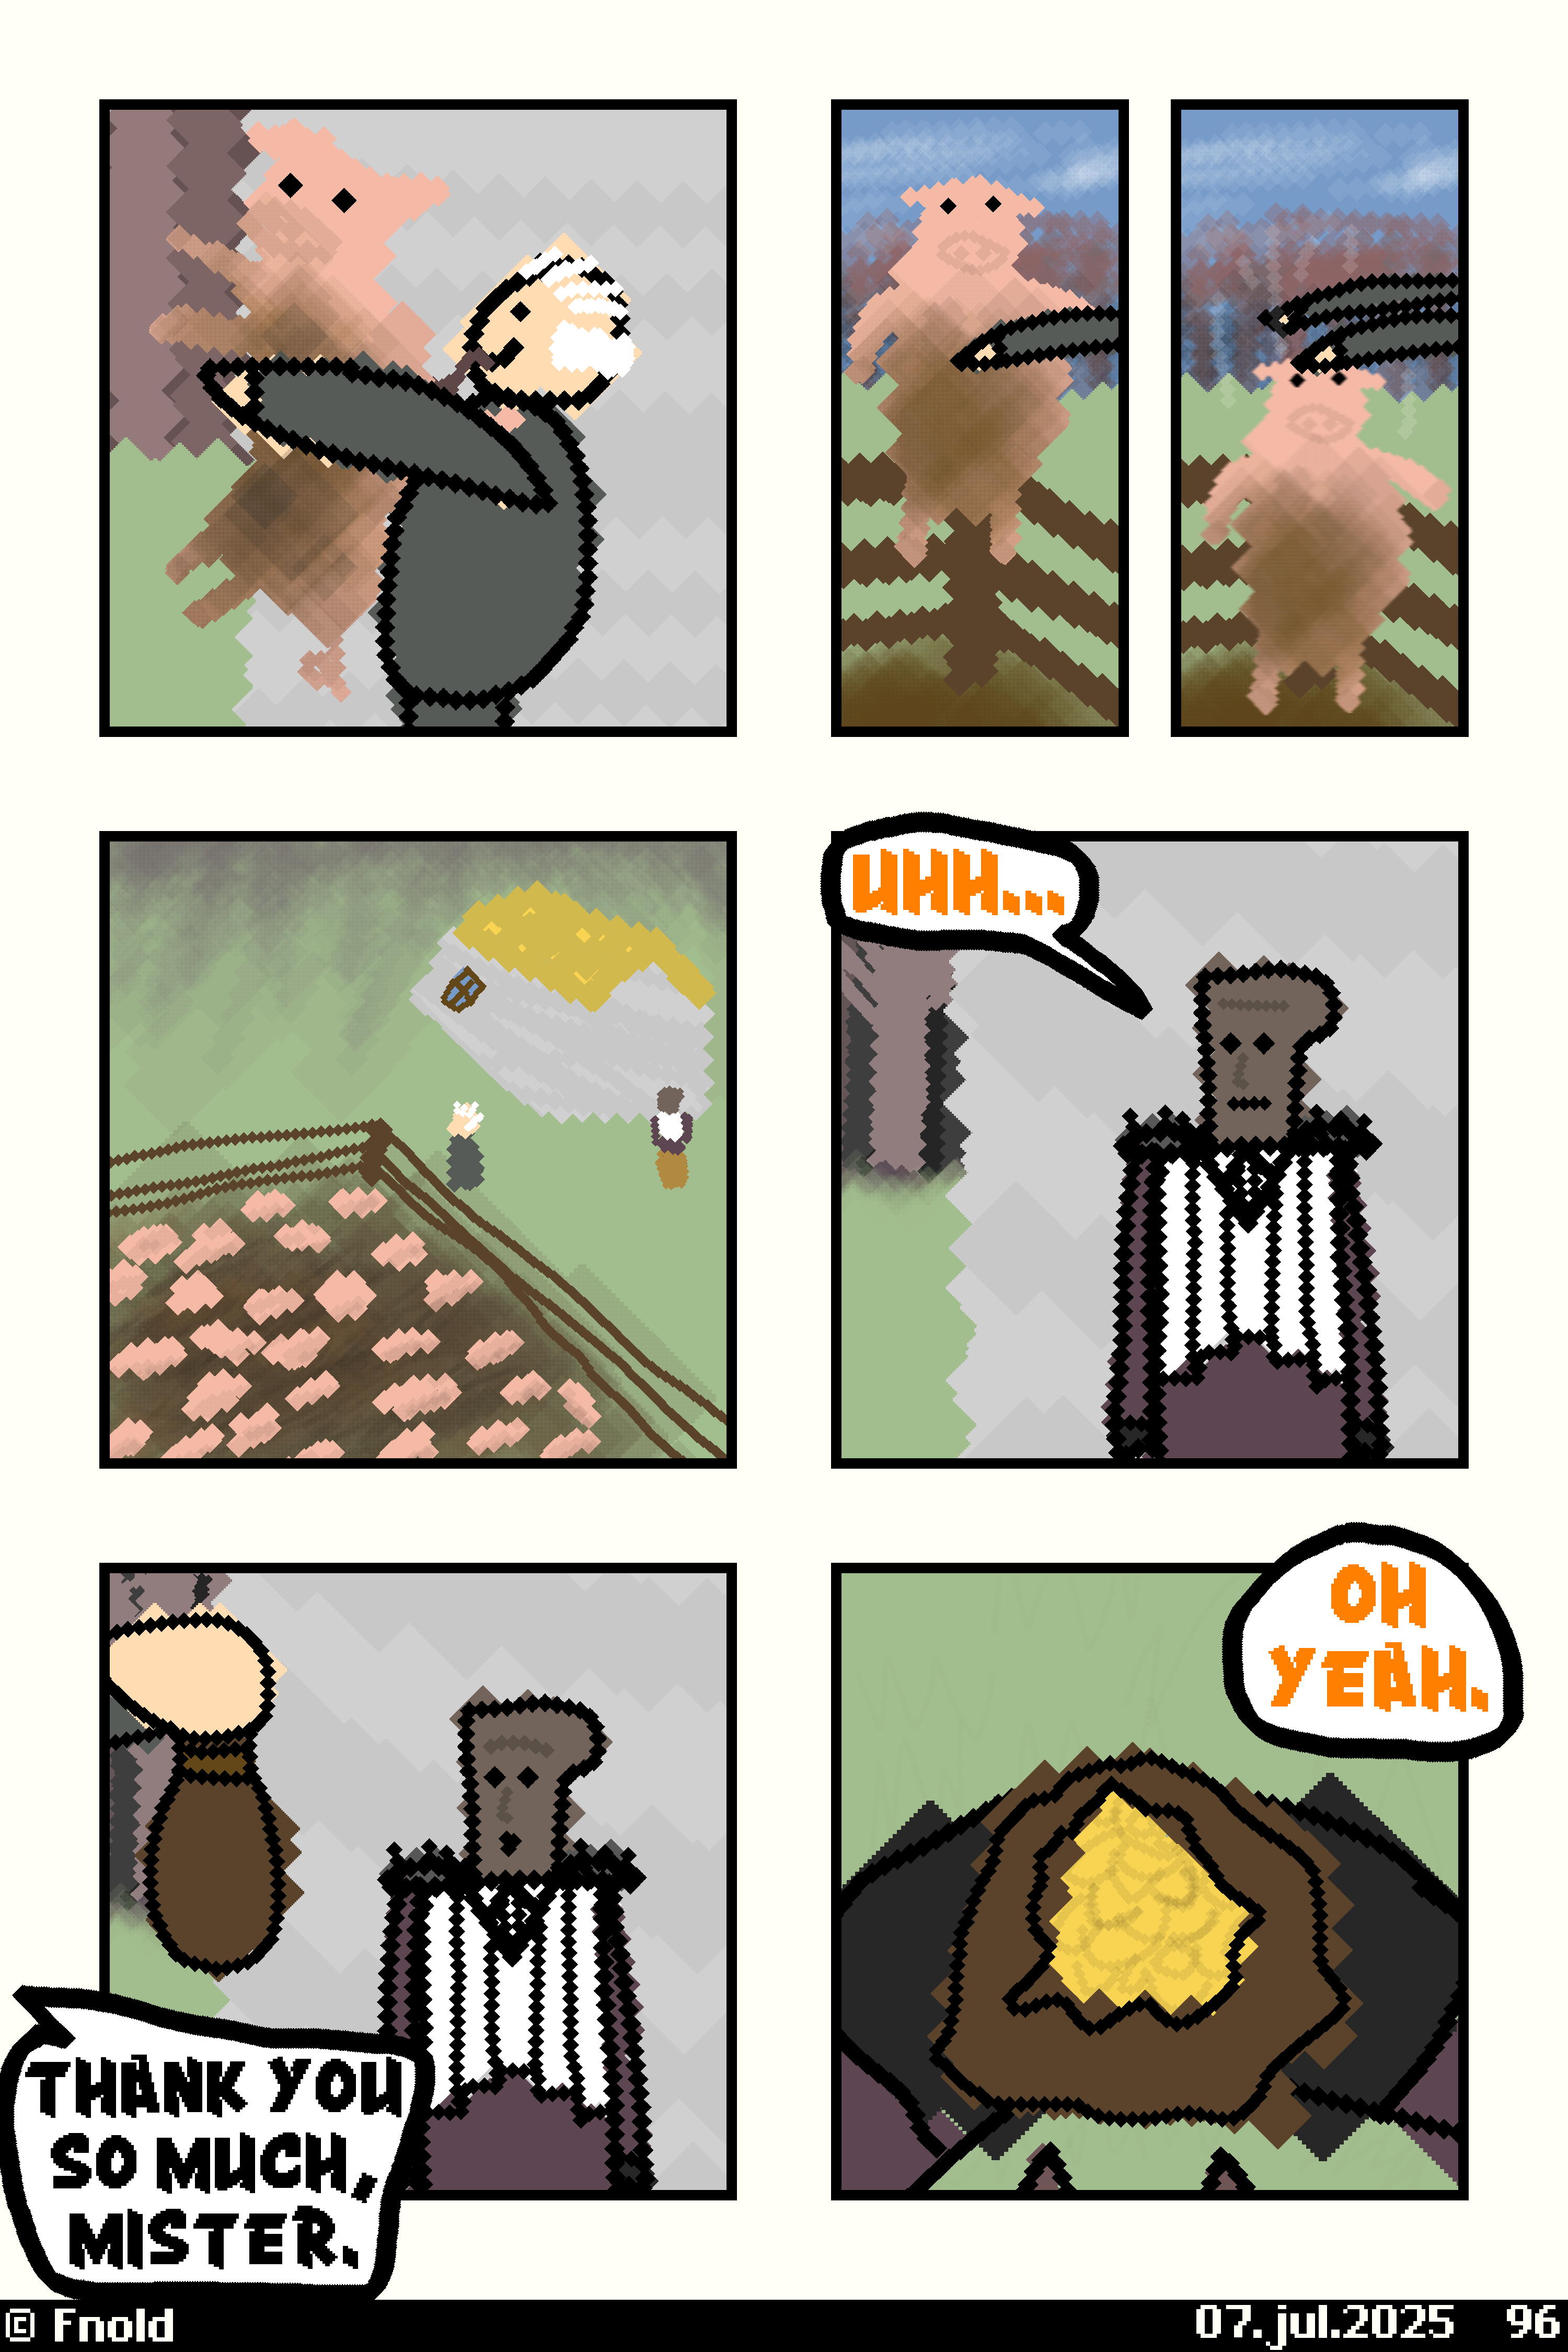 UHH...
THANK YOU
SO MUCH,
MISTER.
OH
YEAH.
© Fnold
07.jul.2025 96